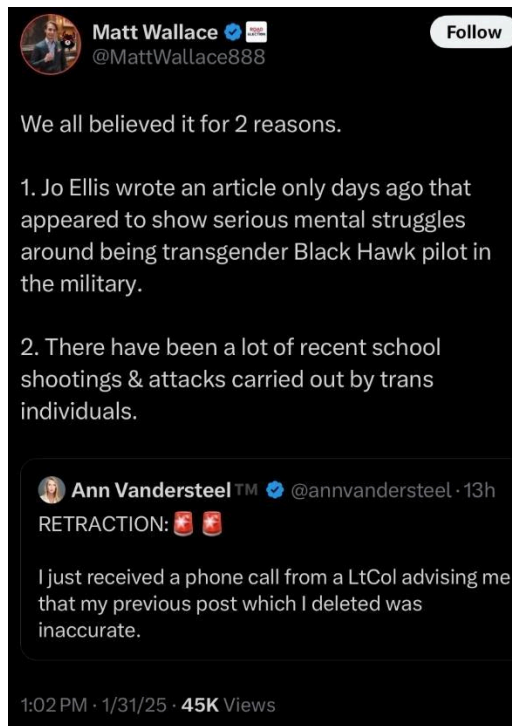 Matt Wallace
Follow
@MattWallace888
We all believed it for 2 reasons.
1. Jo Ellis wrote an article only days ago that
appeared to show serious mental struggles
around being transgender Black Hawk pilot in
the military.
2. There have been a lot of recent school
shootings & attacks carried out by trans
individuals.
Ann Vandersteel™ @annvandersteel · 13h
RETRACTION: 🚨 🚨
I just received a phone call from a LtCol advising me
that my previous post which I deleted was
inaccurate.
1:02 PM · 1/31/25 · 45K Views